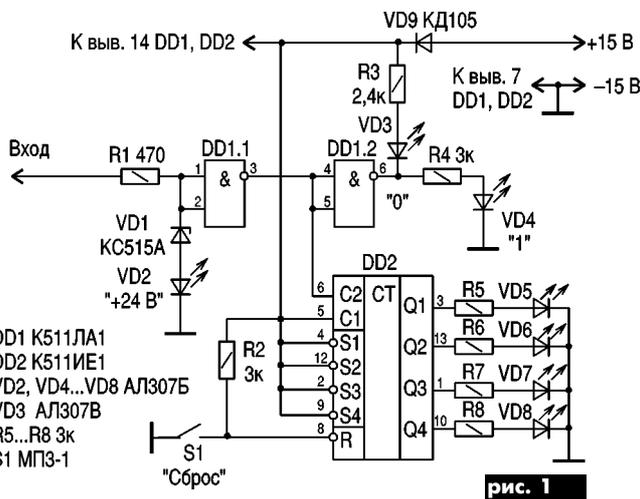 VD9 КД105
К выв. 14 DD1, DD2
+15 В
R3
2,4к
К выв. 7
DD1, DD2
–15 В
VD3
Вход
R1 470
DD1.1
DD1.2
R4 3к
1
2
&
3
4
5
&
6
"0"
VD4
"1"
VD1
КС515А
VD2
"+24 В"
DD2
6
C2
CT
5
C1
4
S1
12
S2
2
S3
9
S4
8
R
Q1
3
R5
VD5
Q2
13
R6
VD6
Q3
1
R7
VD7
Q4
10
R8
VD8
R2
3к
S1
"Сброс"
DD1 К511ЛА1
DD2 К511ИЕ1
VD2, VD4...VD8 АЛ307Б
VD3 АЛ307В
R5...R8 3к
S1 МП3-1
рис. 1